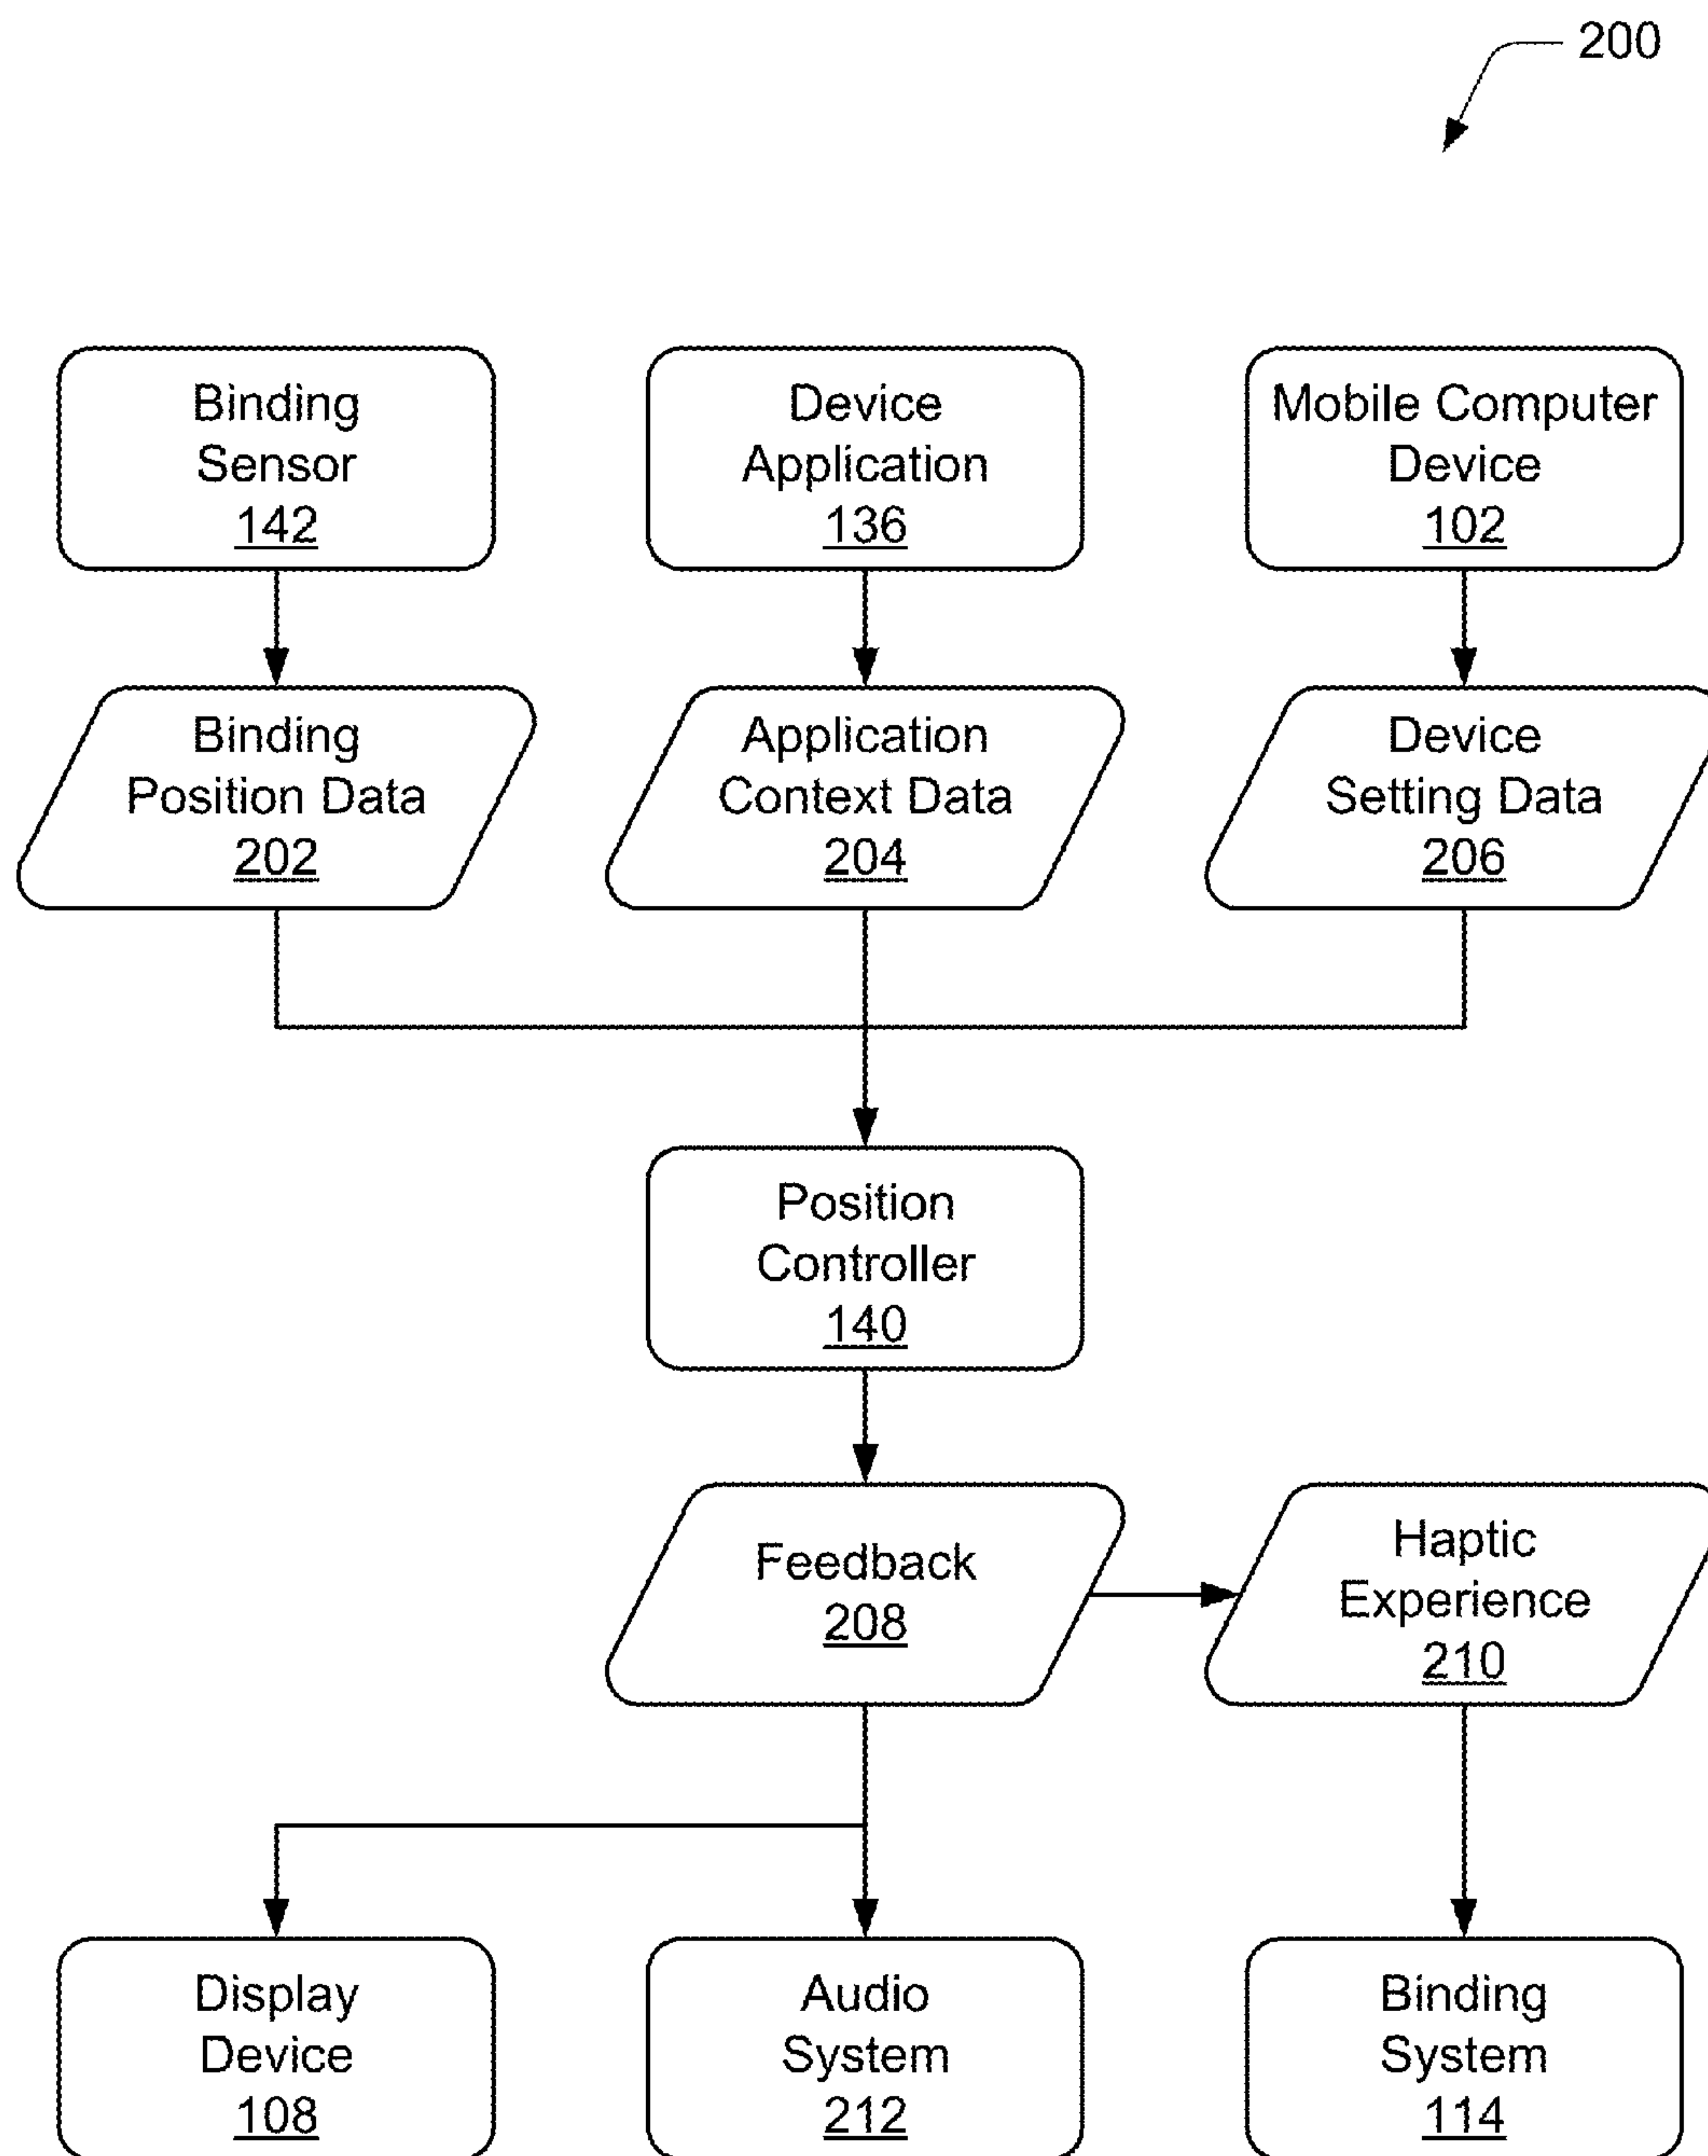 200
Binding
Sensor
142
Device
Application
136
Mobile Computer
Device
102
Binding
Position Data
202
Application
Context Data
204
Device
Setting Data
206
Position
Controller
140
Feedback
208
Haptic
Experience
210
Display
Device
108
Audio
System
212
Binding
System
114